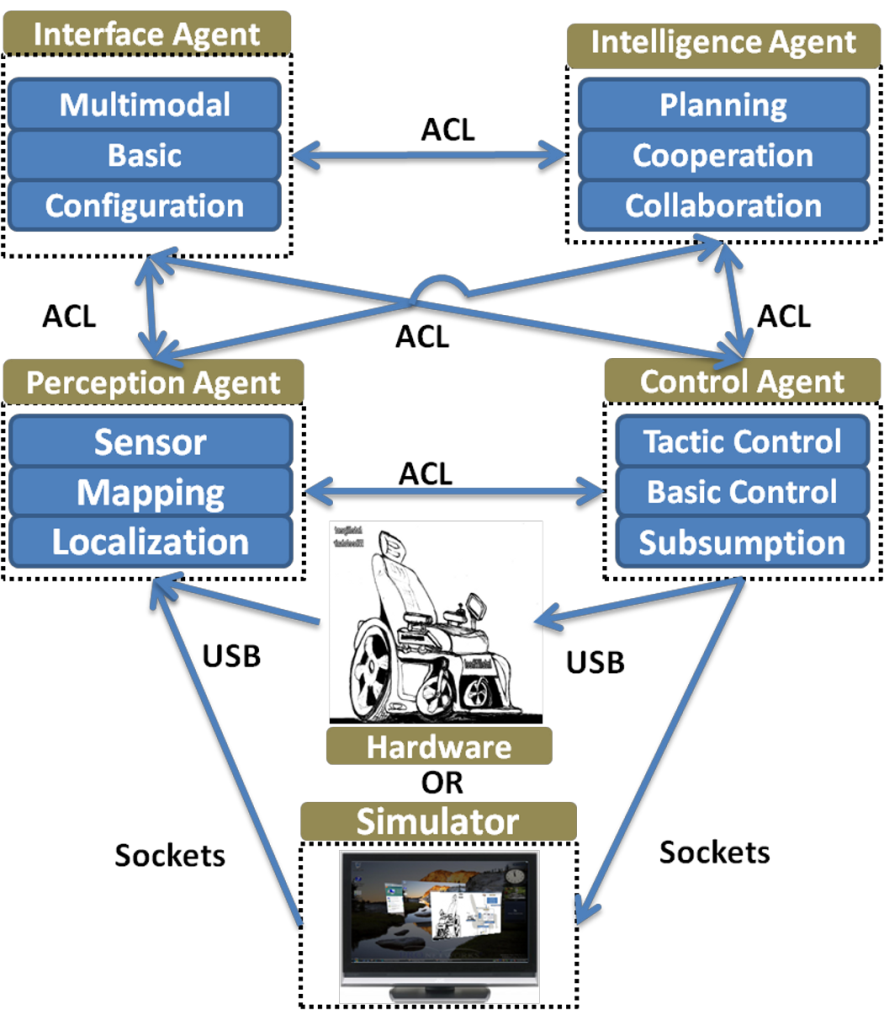 Interface Agent
Intelligence Agent
Multimodal
Basic
Configuration
ACL
Planning
Cooperation
Collaboration
ACL
ACL
ACL
Perception Agent
Control Agent
Sensor
Mapping
Localization
ACL
Tactic Control
Basic Control
Subsumption
USB
USB
Hardware
OR
Simulator
Sockets
Sockets